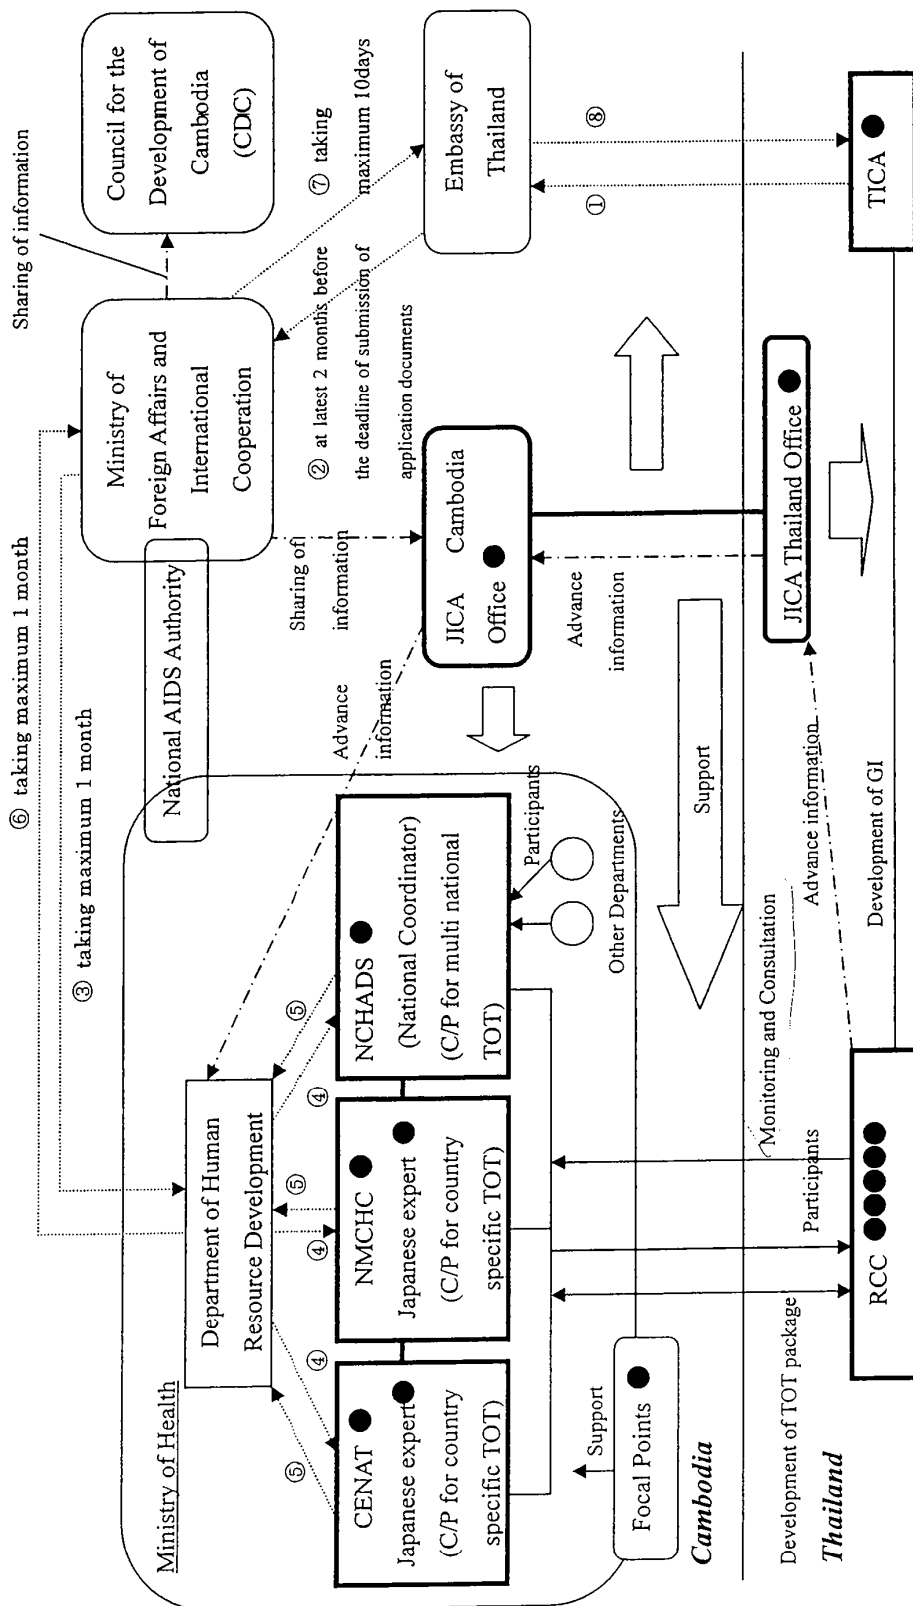 ⑥ taking maximum 1 month
③ taking maximum 1 month
Sharing of information
Ministry of Health
Department of Human
Resource Development
National AIDS Authority
Ministry of
Foreign Affairs and
International
Cooperation
Council for the
Development of
Cambodia
(CDC)
⑤
④
④
⑤
④
⑤
Advance
information
Sharing of
information
② at latest 2 months before
the deadline of submission of
application documents
⑦ taking
maximum 10days
CENAT
Japanese expert
(C/P for country
specific TOT)
NMCHC
Japanese expert
(C/P for country
specific TOT)
NCHADS
(National Coordinator)
(C/P for multi national
TOT)
JICA Cambodia
Office
Embassy of
Thailand
Participants
Other Departments
Support
Focal Points
Advance
information
①
⑧
Support
Cambodia
Monitoring and Consultation
Development of TOT package
Thailand
Participants
Advance information
JICA Thailand Office
RCC
Development of GI
TICA